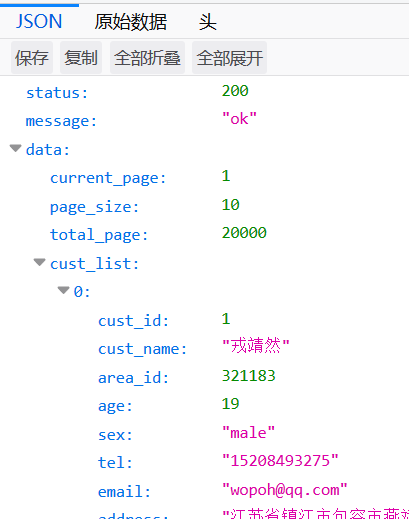 JSON 原始数据 头
保存 复制 全部折叠 全部展开
status: 200
message: "ok"
data:
current_page: 1
page_size: 10
total_page: 20000
cust_list:
0:
cust_id: 1
cust_name: "戎靖然"
area_id: 321183
age: 19
sex: "male"
tel: "15208493275"
email: "wopoh@qq.com"
address: "江苏省镇江市句容市燕